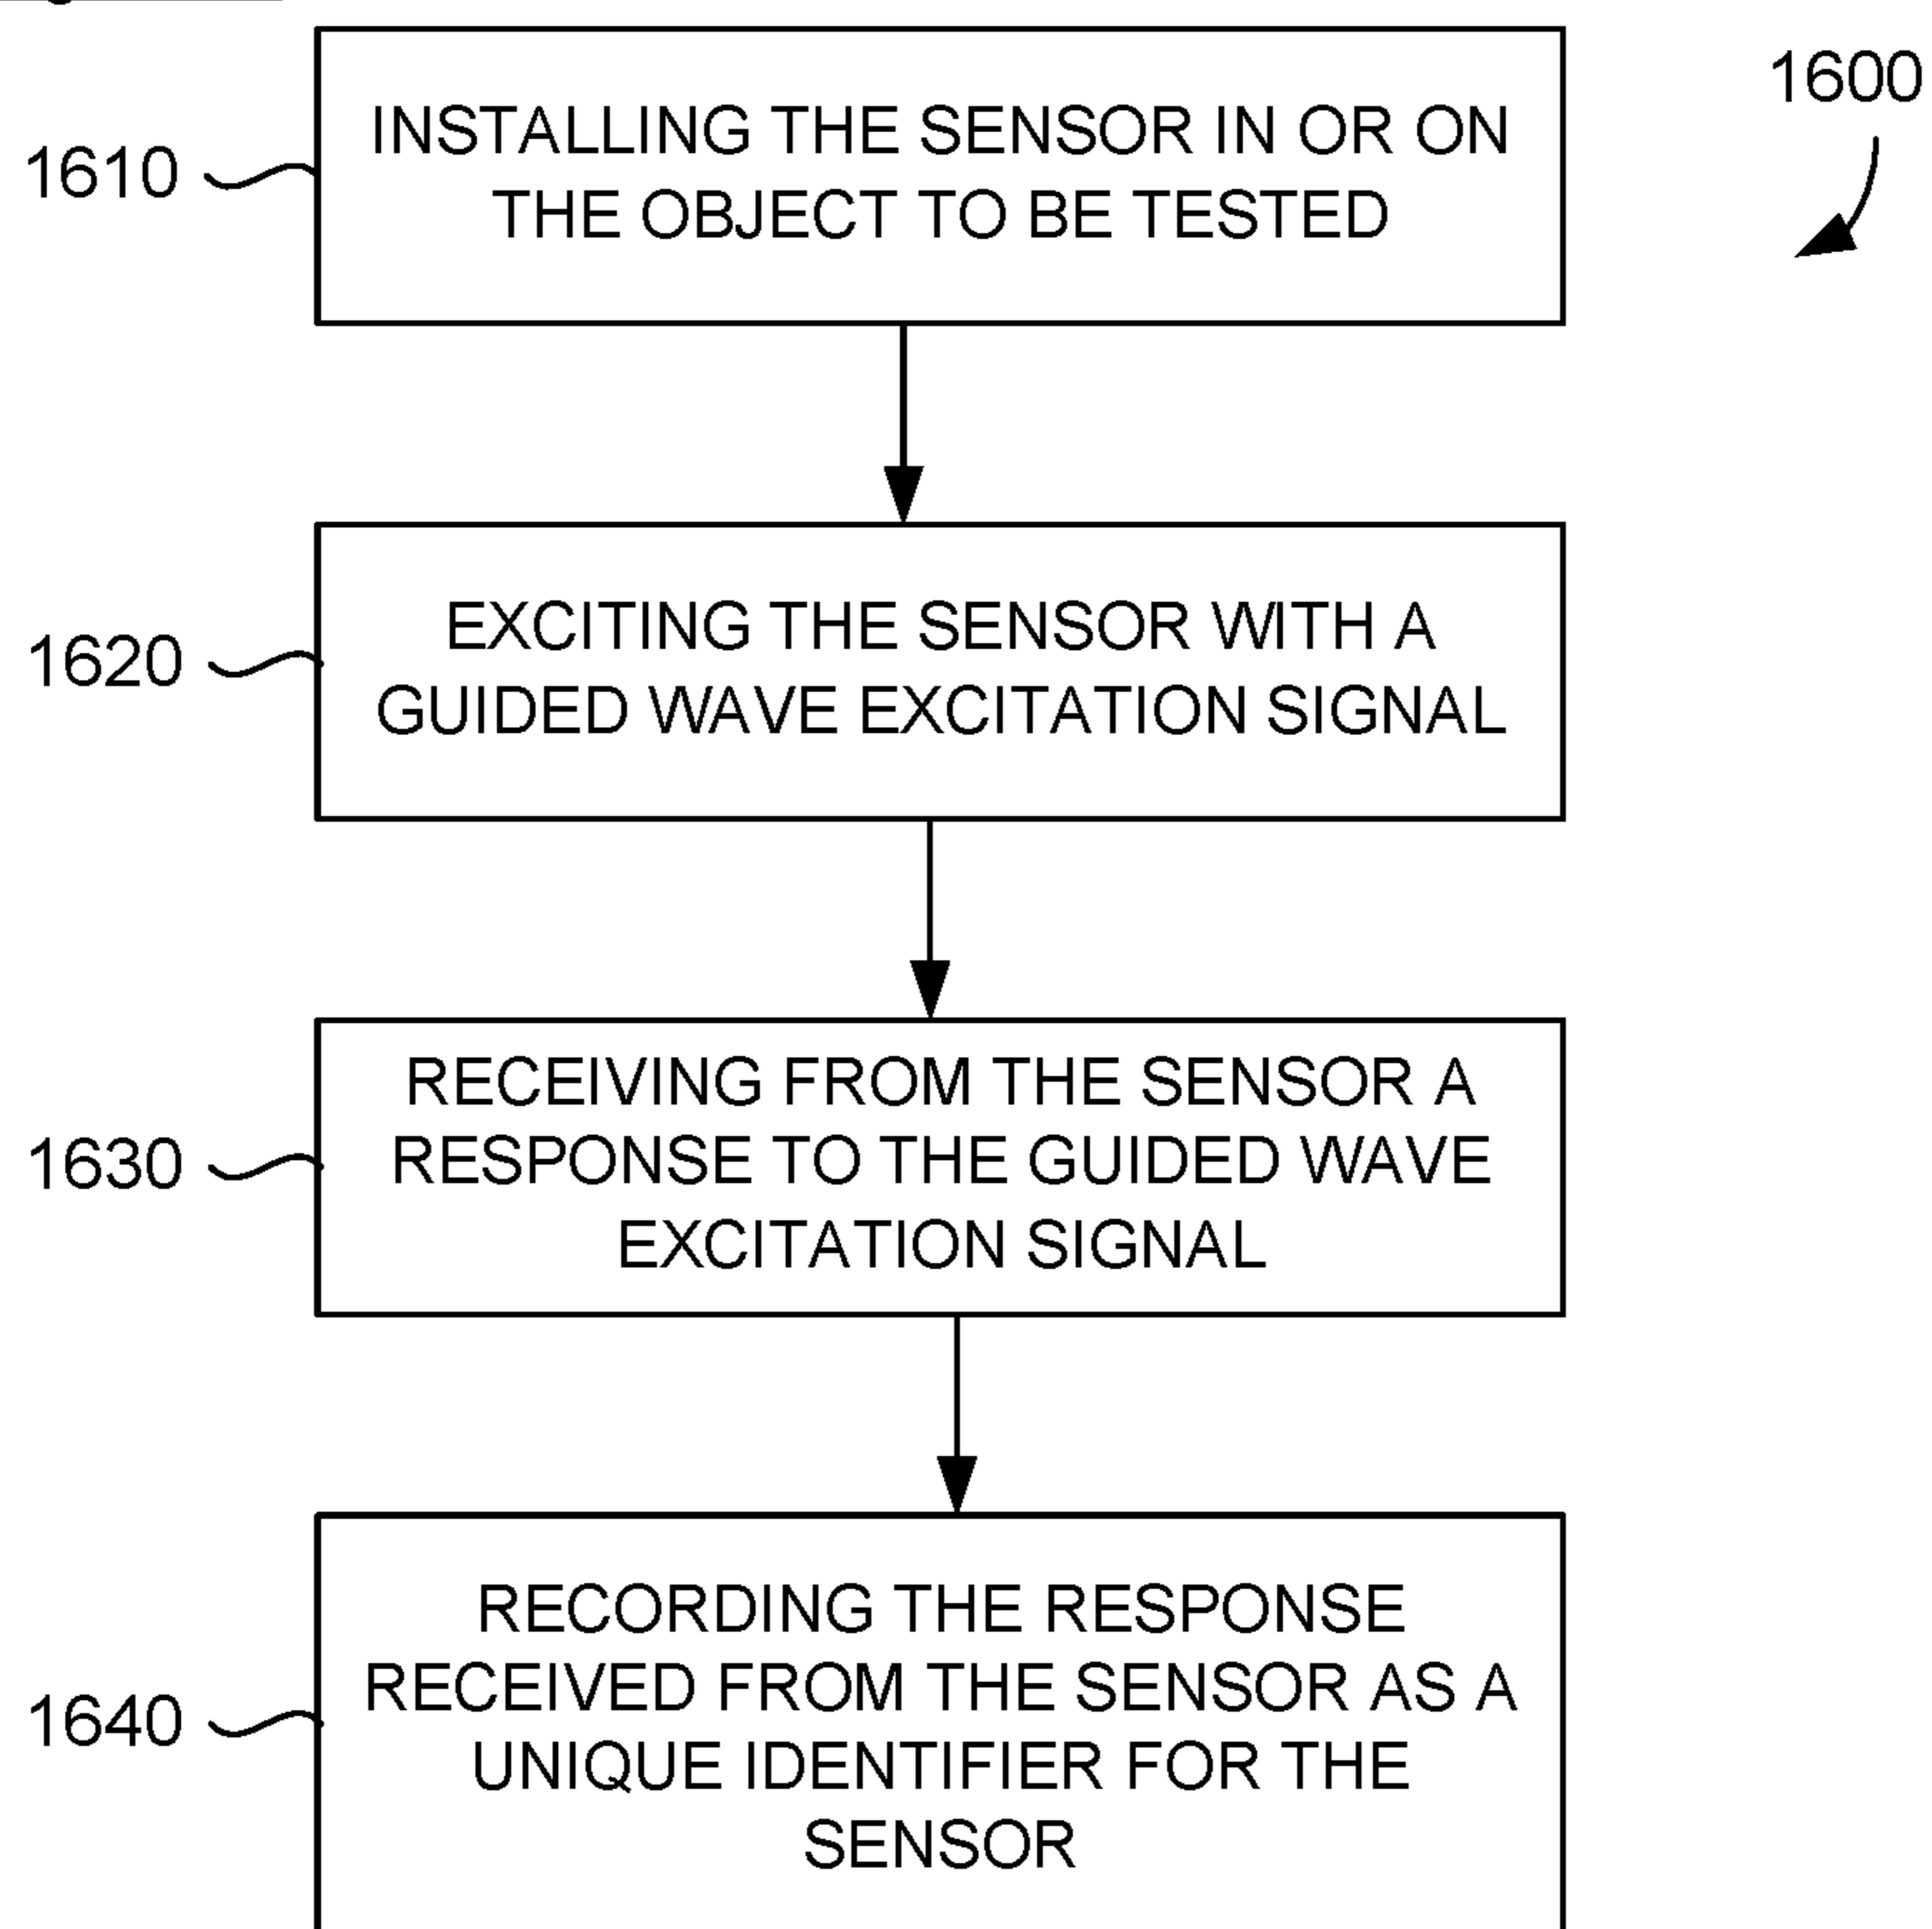 1600
1610
INSTALLING THE SENSOR IN OR ON
THE OBJECT TO BE TESTED
1620
EXCITING THE SENSOR WITH A
GUIDED WAVE EXCITATION SIGNAL
1630
RECEIVING FROM THE SENSOR A
RESPONSE TO THE GUIDED WAVE
EXCITATION SIGNAL
1640
RECORDING THE RESPONSE
RECEIVED FROM THE SENSOR AS A
UNIQUE IDENTIFIER FOR THE
SENSOR